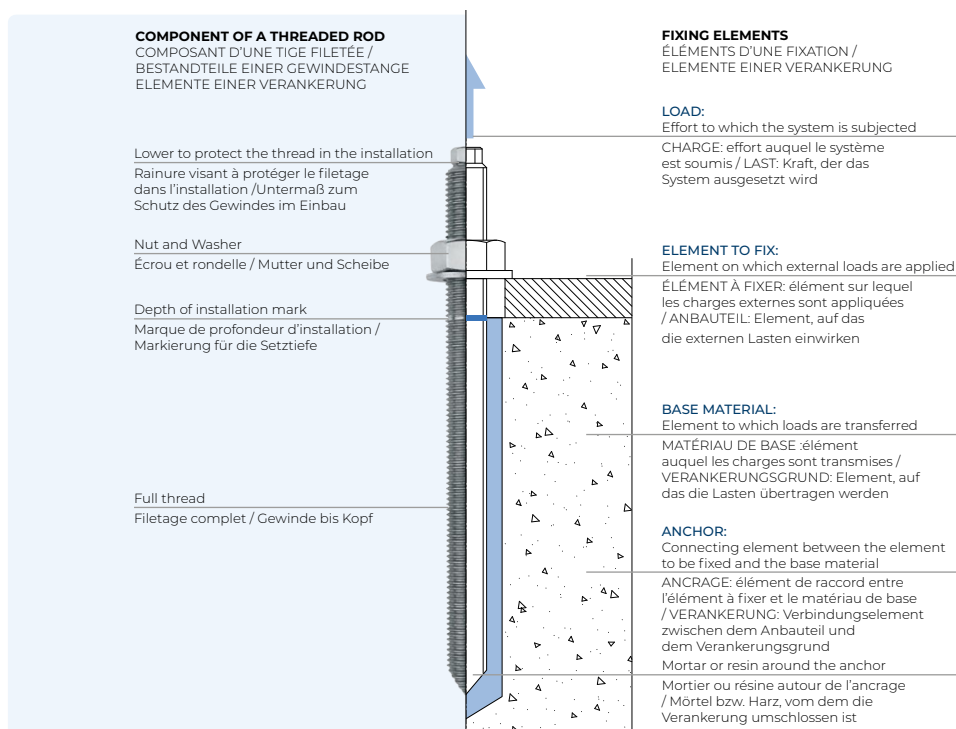 COMPONENT OF A THREADED ROD
COMPOSANT D'UNE TIGE FILETÉE /
BESTANDTEILE EINER GEWINDESTANGE
ELEMENTE EINER VERANKERUNG
Lower to protect the thread in the installation
Rainure visant à protéger le filetage
dans l'installation /Untermaß zum
Schutz des Gewindes im Einbau
Nut and Washer
Écrou et rondelle / Mutter und Scheibe
Depth of installation mark
Marque de profondeur d'installation /
Markierung für die Setztiefe
Full thread
Filetage complet / Gewinde bis Kopf
FIXING ELEMENTS
ÉLÉMENTS D'UNE FIXATION /
ELEMENTE EINER VERANKERUNG
LOAD:
Effort to which the system is subjected
CHARGE: effort auquel le système
est soumis / LAST: Kraft, der das
System ausgesetzt wird
ELEMENT TO FIX:
Element on which external loads are applied
ÉLÉMENT À FIXER: élément sur lequel
les charges externes sont appliquées
/ ANBAUTEIL: Element, auf das
die externen Lasten einwirken
BASE MATERIAL:
Element to which loads are transferred
MATÉRIAU DE BASE :élément
auquel les charges sont transmises /
VERANKERUNGSGRUND: Element, auf
das die Lasten übertragen werden
ANCHOR:
Connecting element between the element
to be fixed and the base material
ANCRAGE: élément de raccord entre
l'élément à fixer et le matériau de base
/ VERANKERUNG: Verbindungselement
zwischen dem Anbauteil und
dem Verankerungsgrund
Mortar or resin around the anchor
Mortier ou résine autour de l'ancrage
/ Mörtel bzw. Harz, vom dem die
Verankerung umschlossen ist